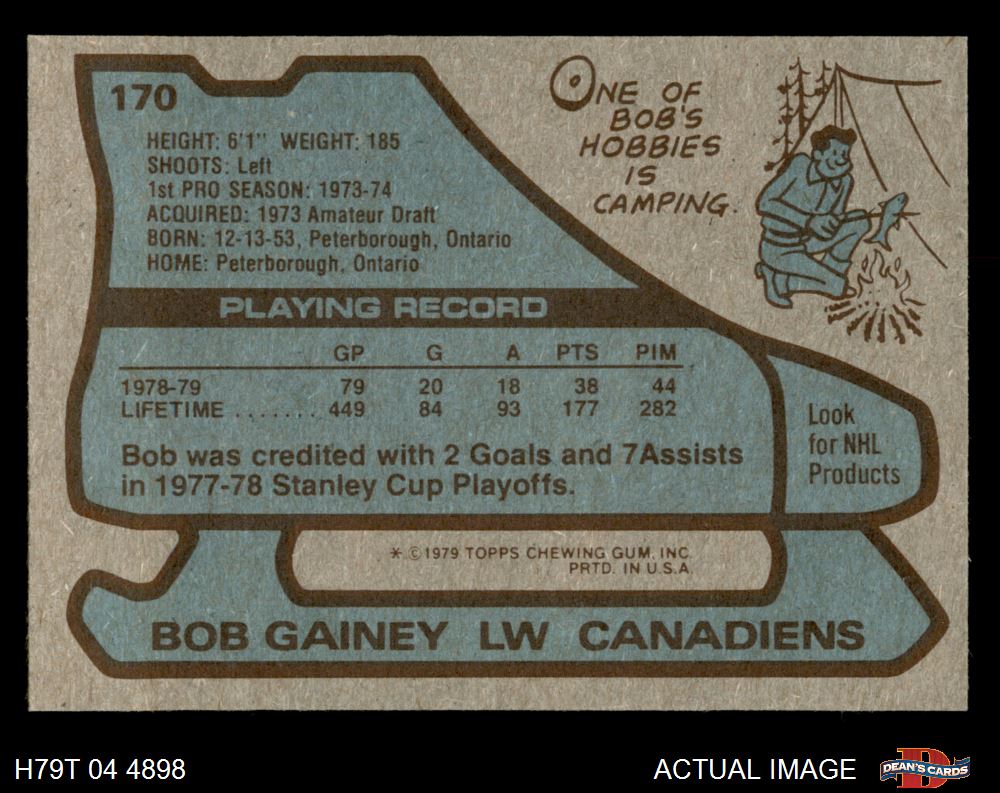 170
HEIGHT: 6'1" WEIGHT: 185
SHOOTS: Left
1st PRO SEASON: 1973-74
ACQUIRED: 1973 Amateur Draft
BORN: 12-13-53, Peterborough, Ontario
HOME: Peterborough, Ontario
ONE OF
BOB'S
HOBBIES
IS
CAMPING.
PLAYING RECORD
GP G A PTS PIM
1978-79 79 20 18 38 44
LIFETIME ....... 449 84 93 177 282
Bob was credited with 2 Goals and 7Assists
in 1977-78 Stanley Cup Playoffs.
Look
for NHL
Products
* ©1979 TOPPS CHEWING GUM, INC.
PRTD. IN U.S.A.
BOB GAINEY LW CANADIENS
H79T 04 4898
ACTUAL IMAGE
DEAN'S CARDS